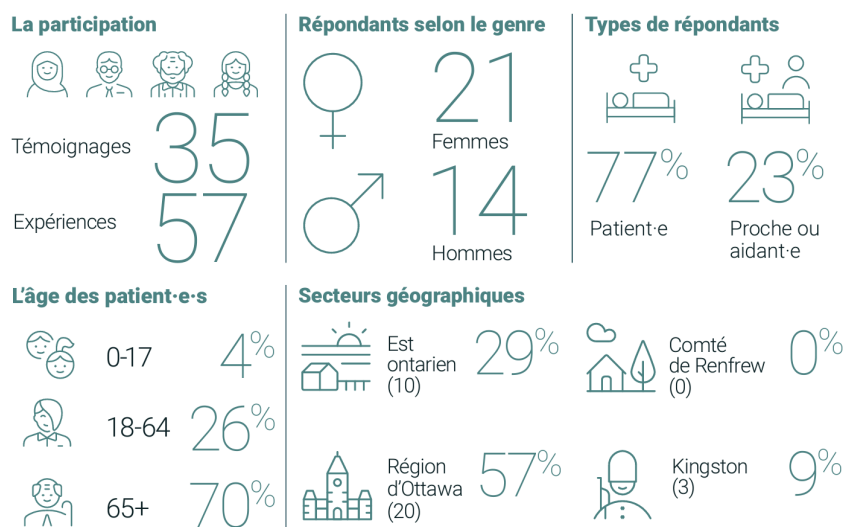 La participation
Témoignages 35
Expériences 57
Répondants selon le genre
21
Femmes
14
Hommes
Types de répondants
77%
Patient·e
23%
Proche ou
aidant·e
L’âge des patient·e·s
0-17 4%
18-64 26%
65+ 70%
Secteurs géographiques
Est
ontarien
(10)
29%
Comté
de Renfrew
(0)
0%
Région
d’Ottawa
(20)
57%
Kingston
(3)
9%